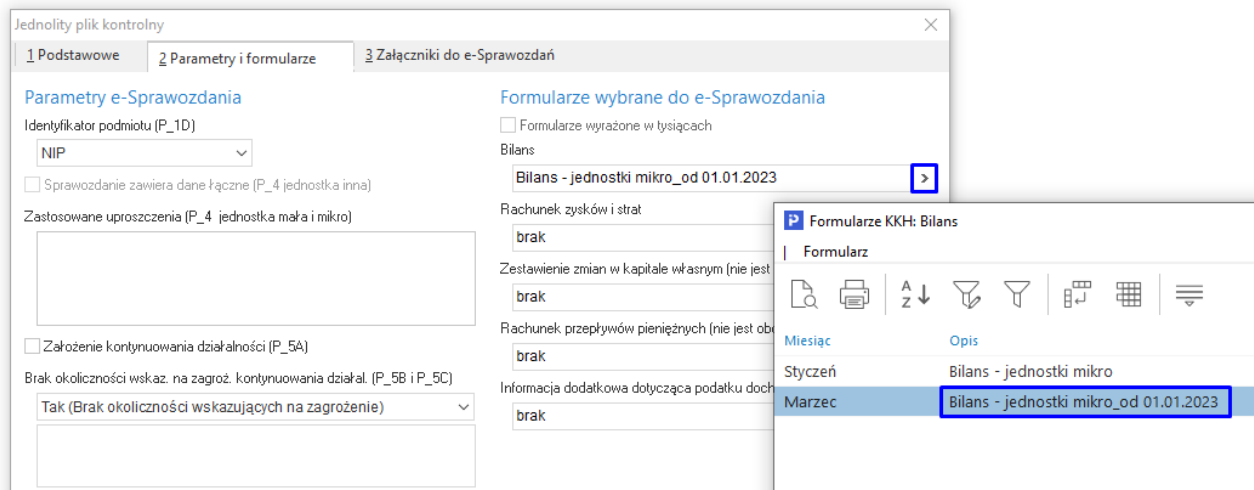 Jednolity plik kontrolny
1 Podstawowe
2 Parametry i formularze
3 Załączniki do e-Sprawozdań
Parametry e-Sprawozdania
Identyfikator podmiotu (P_1D)
NIP
Sprawozdanie zawiera dane łączne (P_4 jednostka inna)
Zastosowane uproszczenia (P_4 jednostka mała i mikro)
Założenie kontynuowania działalności (P_5A)
Brak okoliczności wskaz. na zagroż. kontynuowania działal. (P_5B i P_5C)
Tak (Brak okoliczności wskazujących na zagrożenie)
Formularze wybrane do e-Sprawozdania
Formularze wyrażone w tysiącach
Bilans
Bilans - jednostki mikro_od 01.01.2023
Rachunek zysków i strat
brak
Zestawienie zmian w kapitale własnym (nie jest
brak
Rachunek przepływów pieniężnych (nie jest
brak
Informacja dodatkowa dotycząca podatku
brak
Formularze KKH: Bilans
Formularz
Miesiąc Opis
Styczeń Bilans - jednostki mikro
Marzec Bilans - jednostki mikro_od 01.01.2023